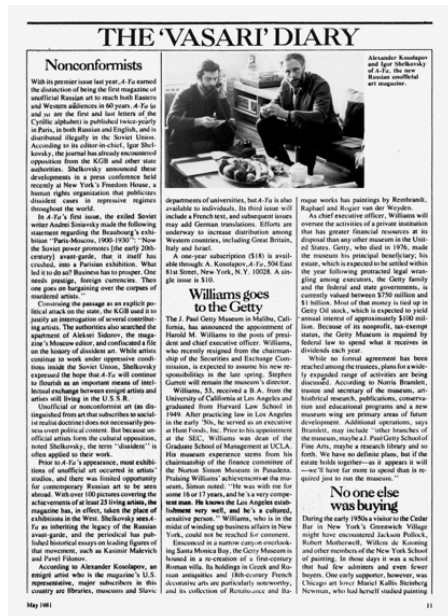 THE 'VASARI' DIARY
Nonconformists
With its premier issue last year, A-Ya earned
the distinction of being the first magazine of
unofficial Russian art to reach both Eastern
and Western audiences in 60 years. A-Ya (a
and ya are the first and last letters of the
Cyrillic alphabet) is published twice-yearly
in Paris, in both Russian and English, and is
distributed illegally in the Soviet Union.
According to its editor-in-chief, Igor Shel-
kovsky, the journal has already encountered
opposition from the KGB and other state
authorities. Shelkovsky announced these
developments in a press conference held
recently at New York's Freedom House, a
human rights organization that publicizes
dissident cases in repressive regimes
throughout the world.
In A-Ya's first issue, the exiled Soviet
writer Andrei Siniavsky made the following
statement regarding the Beaubourg's exhi-
bition "Paris-Moscow, 1900-1930": "Now
the Soviet power promotes [the early 20th-
century] avant-garde, that it itself has
crushed, into a Parisian exhibition. What
led it to do so? Business has to prosper. One
needs prestige, foreign currencies. Then
one goes on bargaining over the corpses of
murdered artists."
Construing the passage as an explicit po-
litical attack on the state, the KGB used it to
justify an interrogation of several contribut-
ing artists. The authorities also searched the
apartment of Aleksei Sidorov, the maga-
zine's Moscow editor, and confiscated a file
on the history of dissident art. While artists
continue to work under oppressive condi-
tions inside the Soviet Union, Shelkovsky
expressed the hope that A-Ya will continue
to flourish as an important means of intel-
lectual exchange between emigré artists and
artists still living in the U.S.S.R.
Unofficial or nonconformist art (as dis-
tinguished from art that subscribes to social-
ist realist doctrine) does not necessarily pos-
sess overt political content. But because un-
official artists form the cultural opposition,
noted Shelkovsky, the term "dissident" is
often applied to their work.
Prior to A-Ya's appearance, most exhibi-
tions of unofficial art occurred in artists'
studios, and there was limited opportunity
for contemporary Russian art to be seen
abroad. With over 100 pictures covering the
achievements of at least 25 living artists, the
magazine has, in effect, taken the place of
exhibitions in the West. Shelkovsky sees A-
Ya as inheriting the legacy of the Russian
avant-garde, and the periodical has pub-
lished historical essays on leading figures of
that movement, such as Kasimir Malevich
and Pavel Filonov.
According to Alexander Kosolapov, an
emigré artist who is the magazine's U.S.
representative, major subscribers in this
country are libraries, museums and Slavic
Alexander Kosolapov
and Igor Shelkovsky
of A-Ya, the new
Russian unofficial
art magazine.
departments of universities, but A-Ya is also
available to individuals. Its third issue will
include a French text, and subsequent issues
may add German translations. Efforts are
underway to increase distribution among
Western countries, including Great Britain,
Italy and Israel.
A one-year subscription ($18) is avail-
able through A. Kosolapov, A-Ya, 504 East
81st Street, New York, N.Y. 10028. A sin-
gle issue is $10.
Williams goes
to the Getty
The J. Paul Getty Museum in Malibu, Cali-
fornia, has announced the appointment of
Harold M. Williams to the posts of presi-
dent and chief executive officer. Williams,
who recently resigned from the chairman-
ship of the Securities and Exchange Com-
mission, is expected to assume his new re-
sponsibilities in the late spring. Stephen
Garrett will remain the museum's director.
Williams, 53, received a B.A. from the
University of California at Los Angeles and
graduated from Harvard Law School in
1949. After practicing law in Los Angeles
in the early '50s, he served as an executive
at Hunt Foods, Inc. Prior to his appointment
at the SEC, Williams was dean of the
Graduate School of Management at UCLA.
His museum experience stems from his
chairmanship of the finance committee of
the Norton Simon Museum in Pasadena.
Praising Williams' achievements at the mu-
seum, Simon noted: "He was with me for
some 16 or 17 years, and he's a very compe-
tent man. He knows the Los Angeles estab-
lishment very well, and he's a cultured,
sensitive person." Williams, who is in the
midst of winding up business affairs in New
York, could not be reached for comment.
Ensconced in a narrow canyon overlook-
ing Santa Monica Bay, the Getty Museum is
housed in a re-creation of a first-century
Roman villa. Its holdings in Greek and Ro-
man antiquities and 18th-century French
decorative arts are particularly noteworthy,
and its collection of Renaissance and Ba-
roque works has paintings by Rembrandt,
Raphael and Rogier van der Weyden.
As chief executive officer, Williams will
oversee the activities of a private institution
that has greater financial resources at its
disposal than any other museum in the Unit-
ed States. Getty, who died in 1976, made
the museum his principal beneficiary; his
estate, which is expected to be settled within
the year following protracted legal wran-
gling among executors, the Getty family
and the federal and state governments, is
currently valued between $750 million and
$1 billion. Most of that money is tied up in
Getty Oil stock, which is expected to yield
annual interest of approximately $100 mil-
lion. Because of its nonprofit, tax-exempt
status, the Getty Museum is required by
federal law to spend what it receives in
dividends each year.
While no formal agreement has been
reached among the trustees, plans for a wide-
ly expanded range of activities are being
discussed. According to Norris Bramlett,
trustee and secretary of the museum, art-
historical research, publications, conserva-
tion and educational programs and a new
museum wing are primary areas of future
development. Additional operations, says
Bramlett, may include "other branches of
the museum, maybe a J. Paul Getty School of
Fine Arts, maybe a research library and so
forth. We have no definite plans, but if the
estate holds together—as it appears it will
—we'll have far more to spend than is re-
quired just to run the museum."
No one else
was buying
During the early 1950s a visitor to the Cedar
Bar in New York's Greenwich Village
might have encountered Jackson Pollock,
Robert Motherwell, Willem de Kooning
and other members of the New York School
of painting. In those days it was a school
that had few admirers and even fewer
buyers. One early supporter, however, was
Chicago art lover Muriel Kallis Steinberg
Newman, who had herself studied painting
May 1981
11